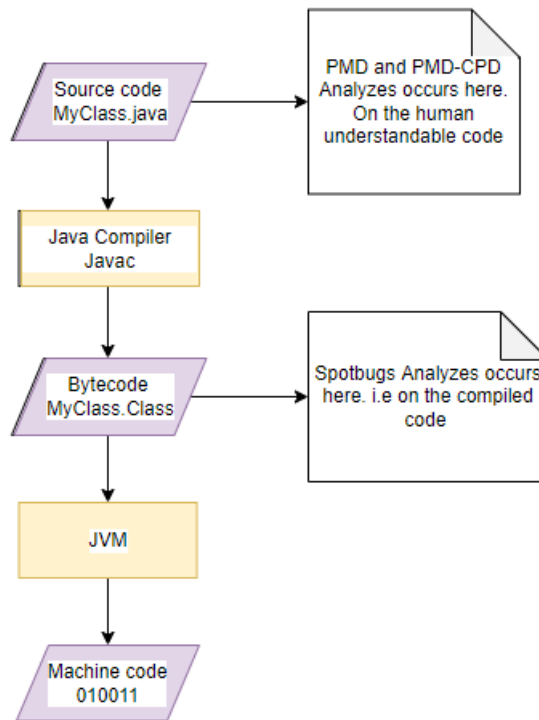 Source code
MyClass.java
PMD and PMD-CPD
Analyzes occurs here.
On the human
understandable code
Java Compiler
Javac
Bytecode
MyClass.Class
Spotbugs Analyzes occurs
here. i.e on the compiled
code
JVM
Machine code
010011